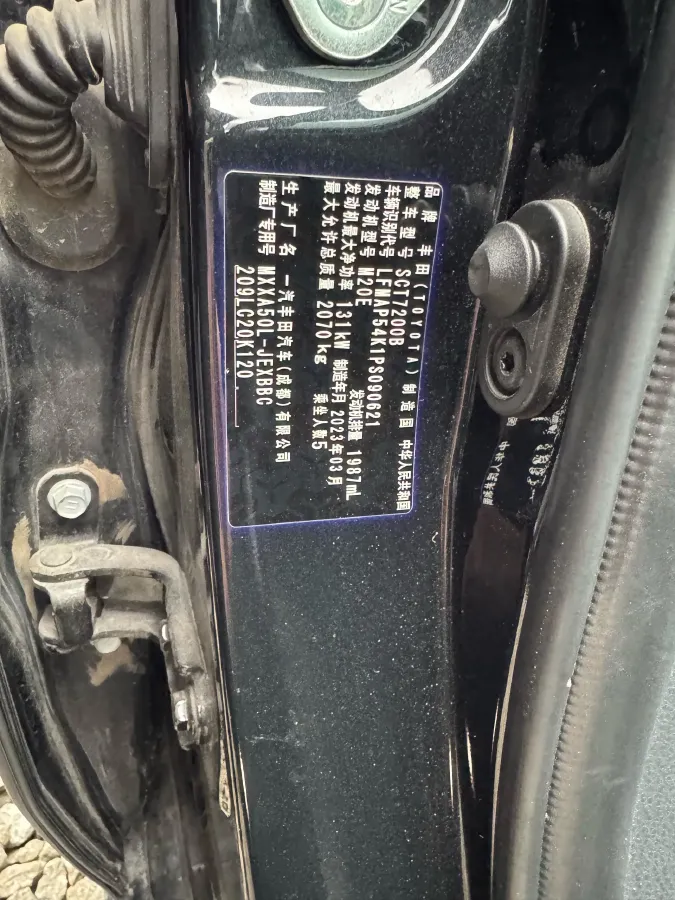 品牌 丰田(TOYOTA) 制造国 中华人民共和国
整车型号 SCT7200B
车辆识别代号 LFMAP54K1PS090621
发动机型号 M20E 发动机排量 1987mL
发动机最大净功率 131kW 制造年月 2023年03月
最大允许总质量 2070kg 乘坐人数 5
生产厂名 一汽丰田汽车(成都)有限公司
制造厂专用号 MXXA50L-JEXBBC
209LC20K120